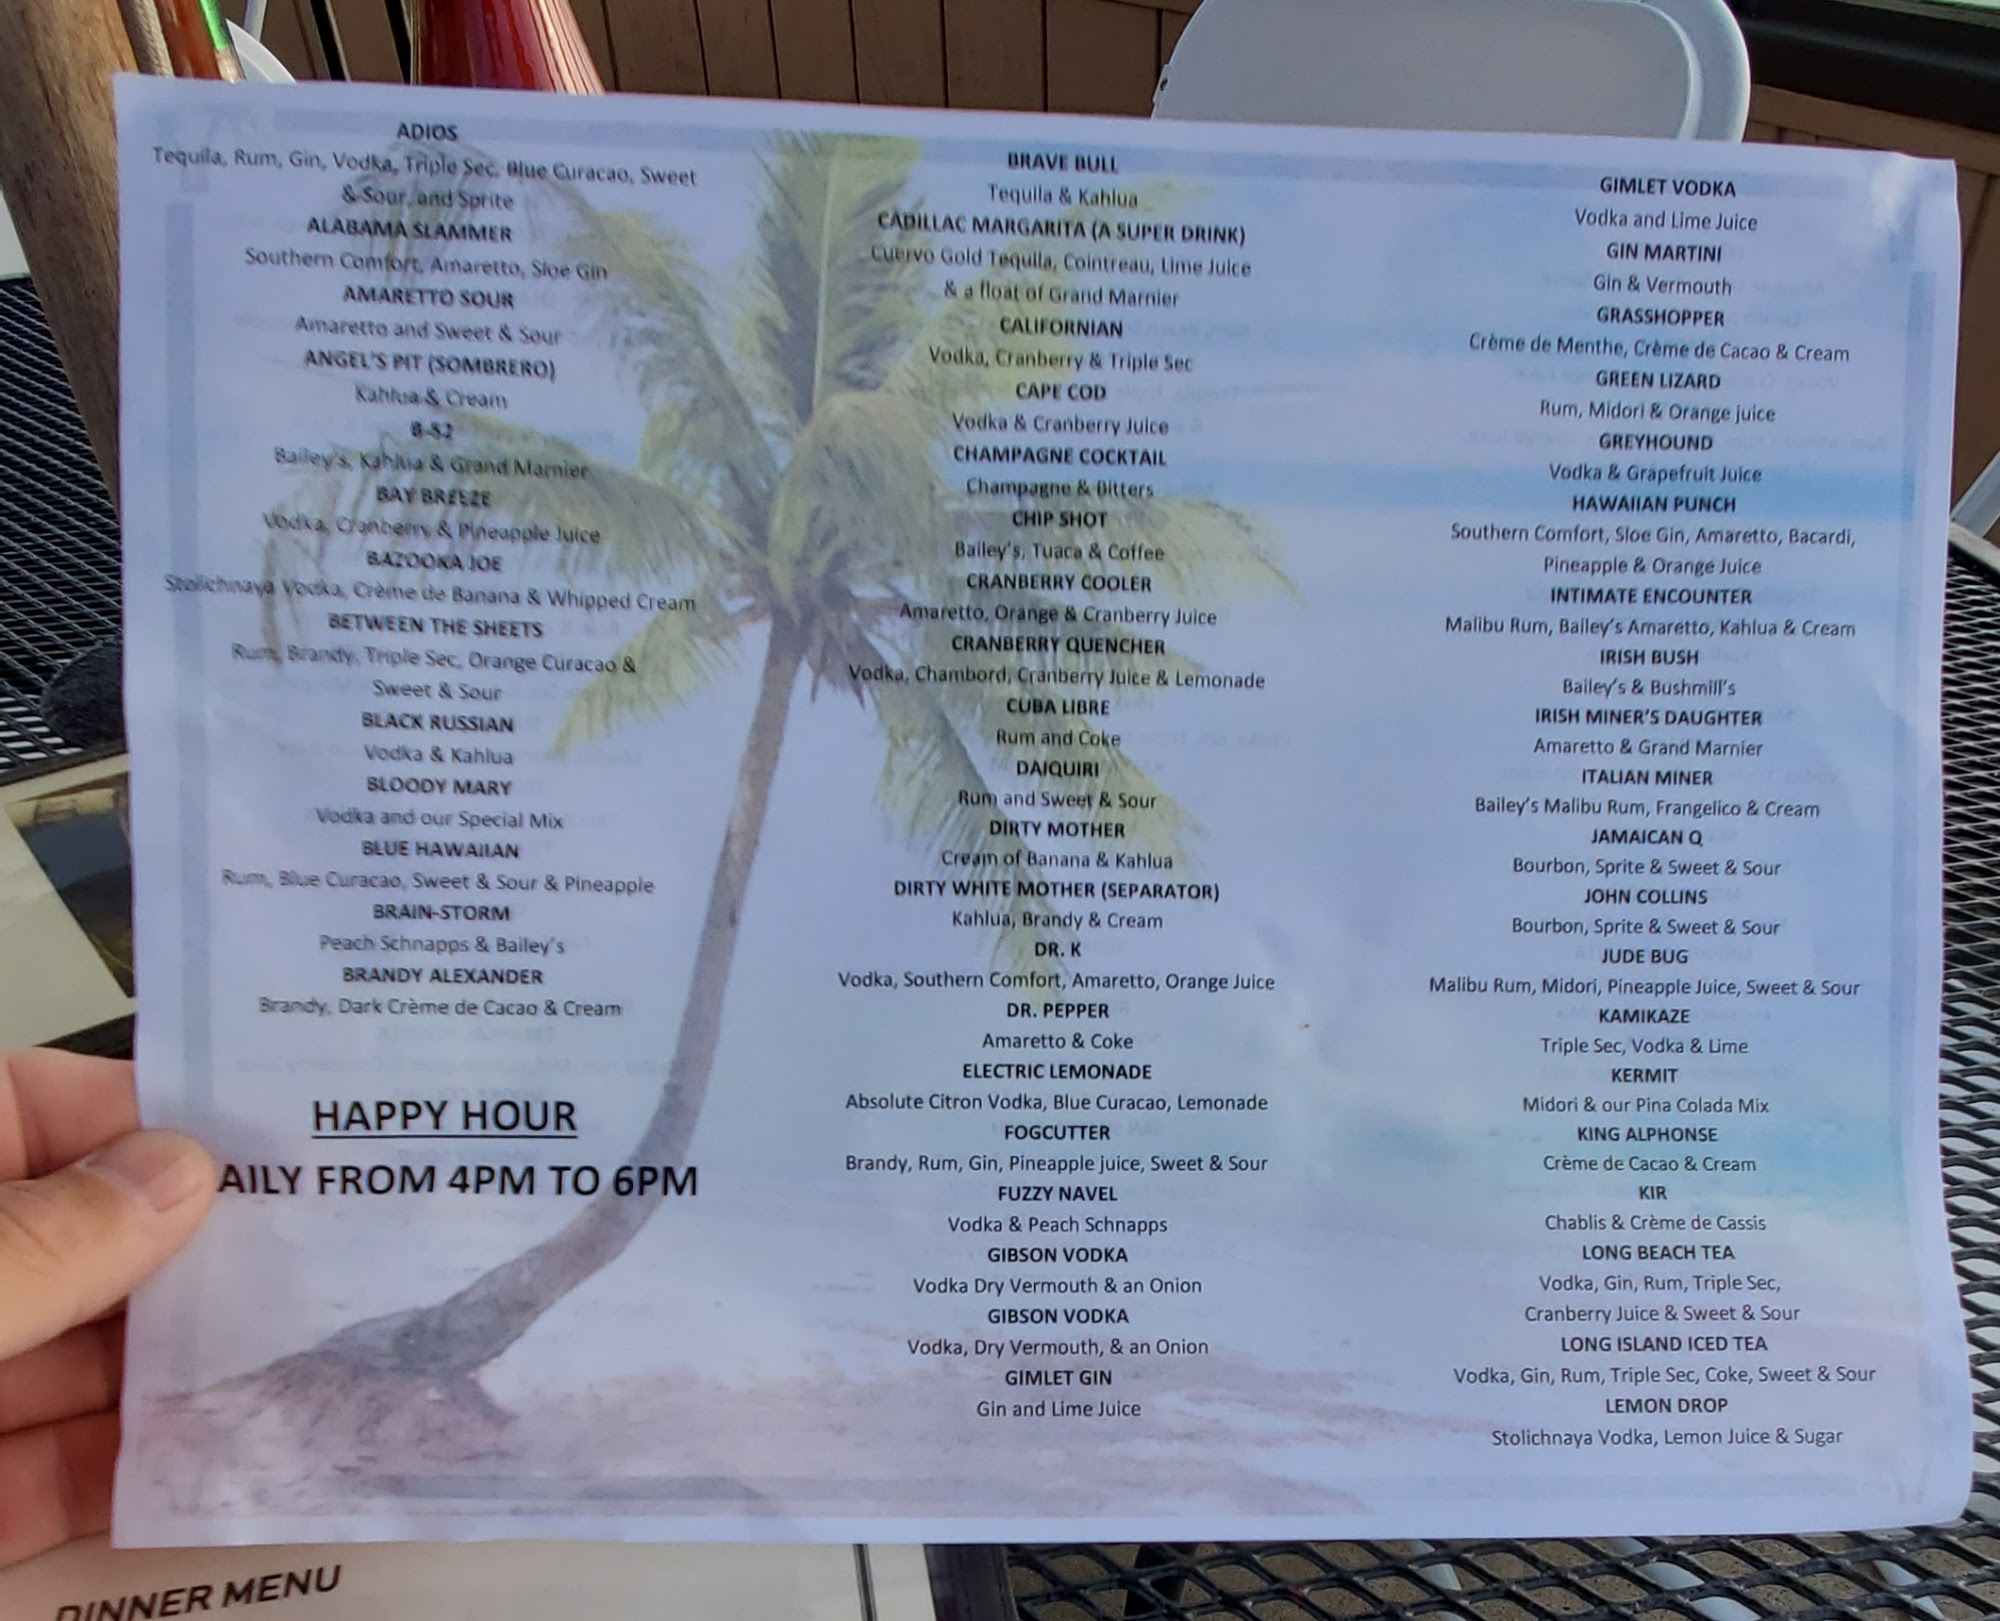 ADIOS
Tequila, Rum, Gin, Vodka, Triple Sec, Blue Curacao, Sweet
& Sour, and Sprite
ALABAMA SLAMMER
Southern Comfort, Amaretto, Sloe Gin
AMARETTO SOUR
Amaretto and Sweet & Sour
ANGEL'S PIT (SOMBRERO)
Kahlua & Cream
B-52
Bailey's, Kahlua & Grand Marnier
BAY BREEZE
Vodka, Cranberry & Pineapple Juice
BAZOOKA JOE
Stolichnaya Vodka, Crème de Banana & Whipped Cream
BETWEEN THE SHEETS
Rum, Brandy, Triple Sec, Orange Curacao &
Sweet & Sour
BLACK RUSSIAN
Vodka & Kahlua
BLOODY MARY
Vodka and our Special Mix
BLUE HAWAIIAN
Rum, Blue Curacao, Sweet & Sour & Pineapple
BRAIN-STORM
Peach Schnapps & Bailey's
BRANDY ALEXANDER
Brandy, Dark Crème de Cacao & Cream
HAPPY HOUR
AILY FROM 4PM TO 6PM
BRAVE BULL
Tequila & Kahlua
CADILLAC MARGARITA (A SUPER DRINK)
Cuervo Gold Tequila, Cointreau, Lime Juice
& a float of Grand Marnier
CALIFORNIAN
Vodka, Cranberry & Triple Sec
CAPE COD
Vodka & Cranberry Juice
CHAMPAGNE COCKTAIL
Champagne & Bitters
CHIP SHOT
Bailey's, Tuaca & Coffee
CRANBERRY COOLER
Amaretto, Orange & Cranberry Juice
CRANBERRY QUENCHER
Vodka, Chambord, Cranberry Juice & Lemonade
CUBA LIBRE
Rum and Coke
DAIQUIRI
Rum and Sweet & Sour
DIRTY MOTHER
Cream of Banana & Kahlua
DIRTY WHITE MOTHER (SEPARATOR)
Kahlua, Brandy & Cream
DR. K
Vodka, Southern Comfort, Amaretto, Orange Juice
DR. PEPPER
Amaretto & Coke
ELECTRIC LEMONADE
Absolute Citron Vodka, Blue Curacao, Lemonade
FOGCUTTER
Brandy, Rum, Gin, Pineapple juice, Sweet & Sour
FUZZY NAVEL
Vodka & Peach Schnapps
GIBSON VODKA
Vodka Dry Vermouth & an Onion
GIBSON VODKA
Vodka, Dry Vermouth, & an Onion
GIMLET GIN
Gin and Lime Juice
GIMLET VODKA
Vodka and Lime Juice
GIN MARTINI
Gin & Vermouth
GRASSHOPPER
Crème de Menthe, Crème de Cacao & Cream
GREEN LIZARD
Rum, Midori & Orange juice
GREYHOUND
Vodka & Grapefruit Juice
HAWAIIAN PUNCH
Southern Comfort, Sloe Gin, Amaretto, Bacardi,
Pineapple & Orange Juice
INTIMATE ENCOUNTER
Malibu Rum, Bailey's Amaretto, Kahlua & Cream
IRISH BUSH
Bailey's & Bushmill's
IRISH MINER'S DAUGHTER
Amaretto & Grand Marnier
ITALIAN MINER
Bailey's Malibu Rum, Frangelico & Cream
JAMAICAN Q
Bourbon, Sprite & Sweet & Sour
JOHN COLLINS
Bourbon, Sprite & Sweet & Sour
JUDE BUG
Malibu Rum, Midori, Pineapple Juice, Sweet & Sour
KAMIKAZE
Triple Sec, Vodka & Lime
KERMIT
Midori & our Pina Colada Mix
KING ALPHONSE
Crème de Cacao & Cream
KIR
Chablis & Crème de Cassis
LONG BEACH TEA
Vodka, Gin, Rum, Triple Sec,
Cranberry Juice & Sweet & Sour
LONG ISLAND ICED TEA
Vodka, Gin, Rum, Triple Sec, Coke, Sweet & Sour
LEMON DROP
Stolichnaya Vodka, Lemon Juice & Sugar
DINNER MENU